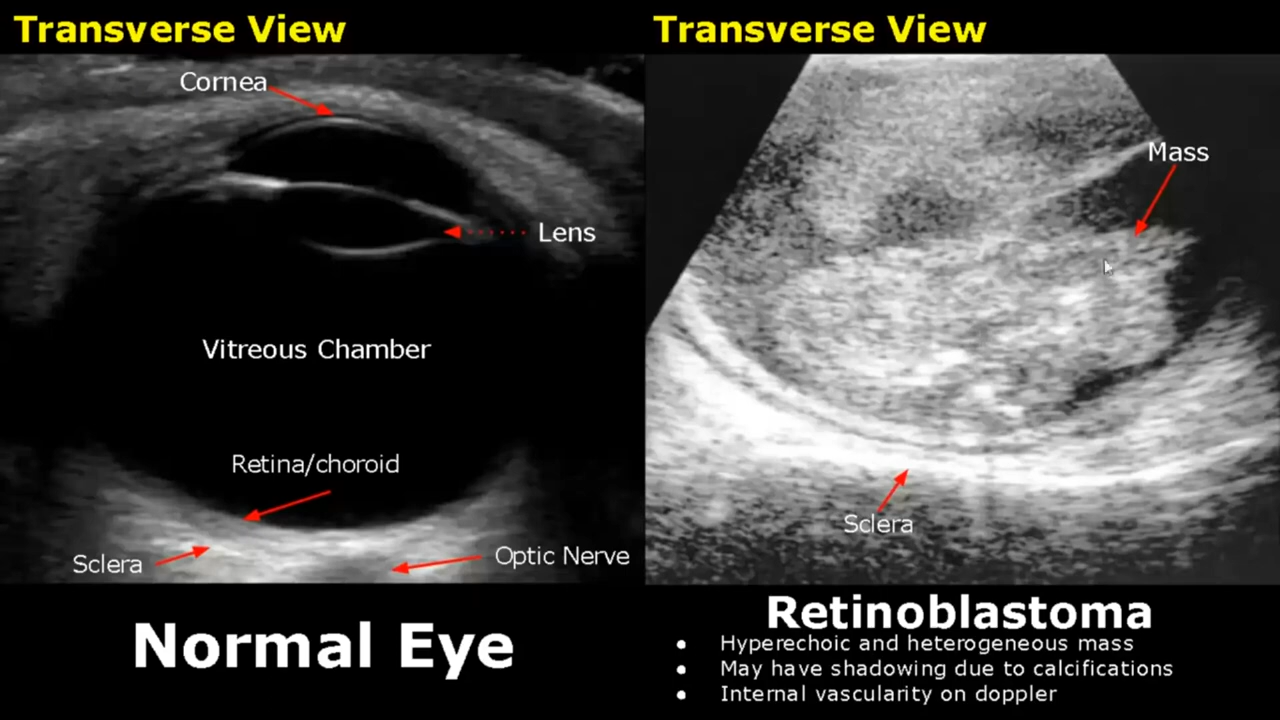 Transverse View
Cornea
Lens
Vitreous Chamber
Retina/choroid
Sclera
Optic Nerve
Normal Eye
Transverse View
Mass
Sclera
Retinoblastoma
• Hyperechoic and heterogeneous mass
• May have shadowing due to calcifications
• Internal vascularity on doppler